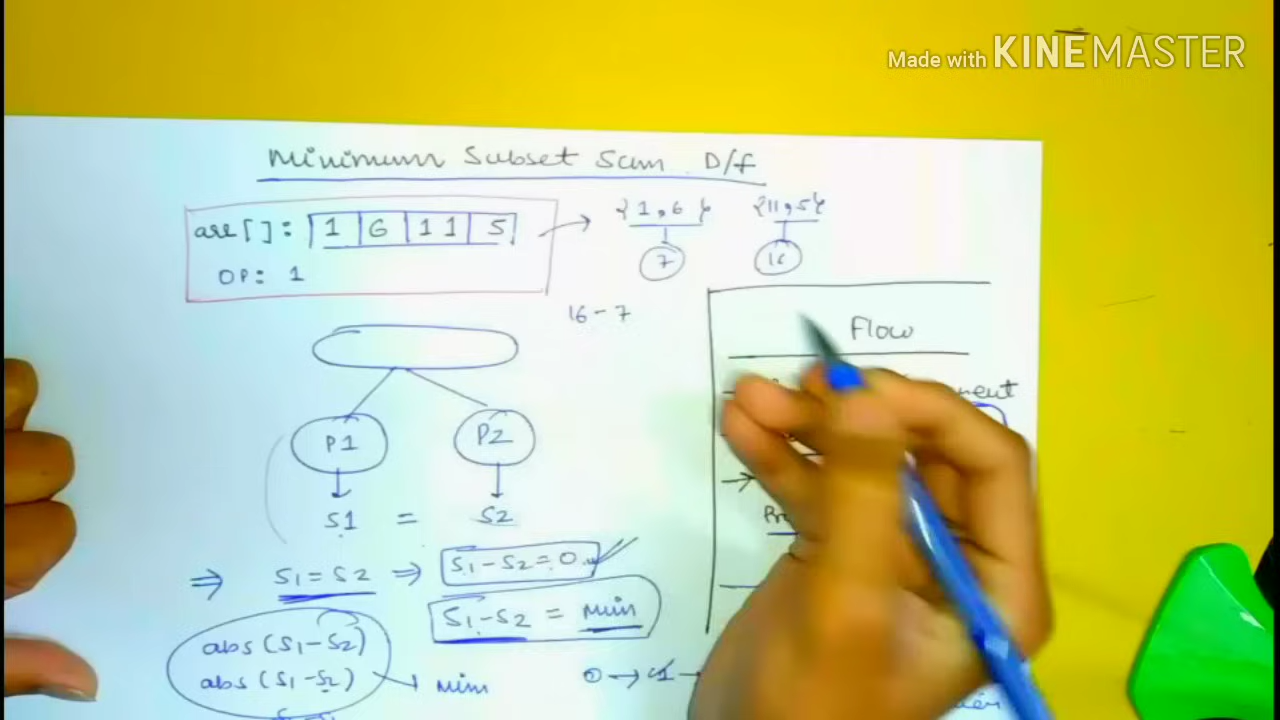 Made with KINEMASTER
Minimum Subset Sum D/f
arr[]: 1 6 11 5 → {1,6} {11,5}
7 16
OP: 1
16 - 7
Flow
P1 P2
S1 = S2
⇒ S1 = S2 ⇒ S1 - S2 = 0
S1 - S2 = Min
abs(S1 - S2)
abs(S1 - S2) → Min